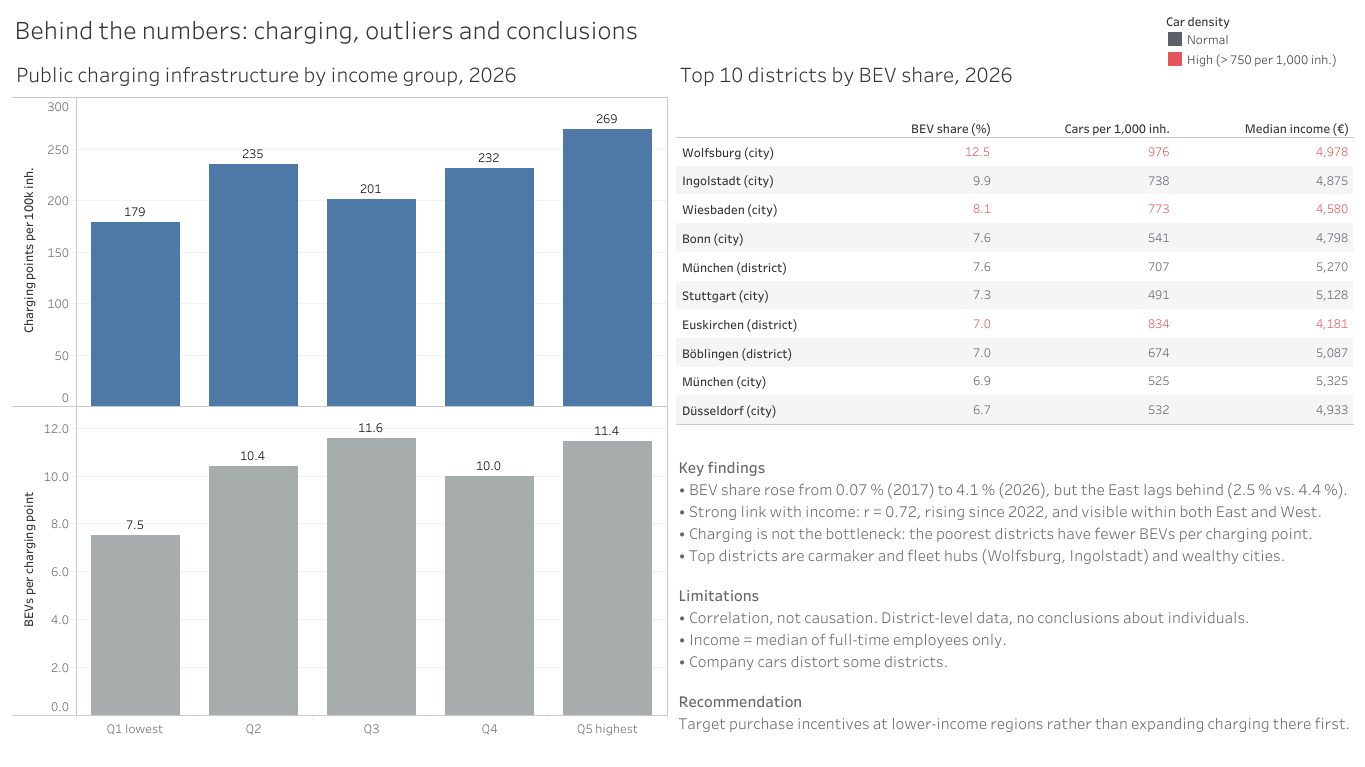 Behind the numbers: charging, outliers and conclusions
Car density
Normal
High (> 750 per 1,000 inh.)
Public charging infrastructure by income group, 2026
300
250
200
150
100
50
0
Charging points per 100k inh.
179
235
201
232
269
12.0
10.0
8.0
6.0
4.0
2.0
0.0
BEVs per charging point
7.5
10.4
11.6
10.0
11.4
Q1 lowest
Q2
Q3
Q4
Q5 highest
Top 10 districts by BEV share, 2026
BEV share (%) Cars per 1,000 inh. Median income (€)
Wolfsburg (city) 12.5 976 4,978
Ingolstadt (city) 9.9 738 4,875
Wiesbaden (city) 8.1 773 4,580
Bonn (city) 7.6 541 4,798
München (district) 7.6 707 5,270
Stuttgart (city) 7.3 491 5,128
Euskirchen (district) 7.0 834 4,181
Böblingen (district) 7.0 674 5,087
München (city) 6.9 525 5,325
Düsseldorf (city) 6.7 532 4,933
Key findings
• BEV share rose from 0.07 % (2017) to 4.1 % (2026), but the East lags behind (2.5 % vs. 4.4 %).
• Strong link with income: r = 0.72, rising since 2022, and visible within both East and West.
• Charging is not the bottleneck: the poorest districts have fewer BEVs per charging point.
• Top districts are carmaker and fleet hubs (Wolfsburg, Ingolstadt) and wealthy cities.
Limitations
• Correlation, not causation. District-level data, no conclusions about individuals.
• Income = median of full-time employees only.
• Company cars distort some districts.
Recommendation
Target purchase incentives at lower-income regions rather than expanding charging there first.